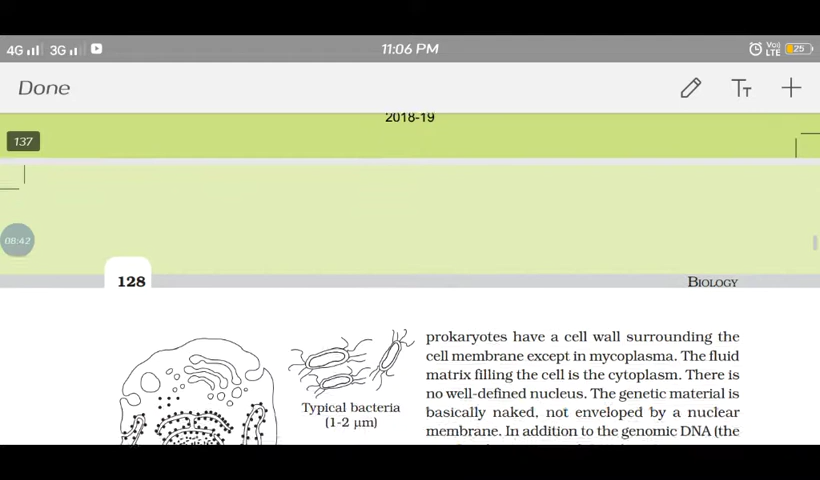 4G 3G 11:06 PM Vo) LTE 25
Done TT
2018-19
137
08:42
128 BIOLOGY
prokaryotes have a cell wall surrounding the
cell membrane except in mycoplasma. The fluid
matrix filling the cell is the cytoplasm. There is
no well-defined nucleus. The genetic material is
basically naked, not enveloped by a nuclear
membrane. In addition to the genomic DNA (the
Typical bacteria
(1-2 µm)